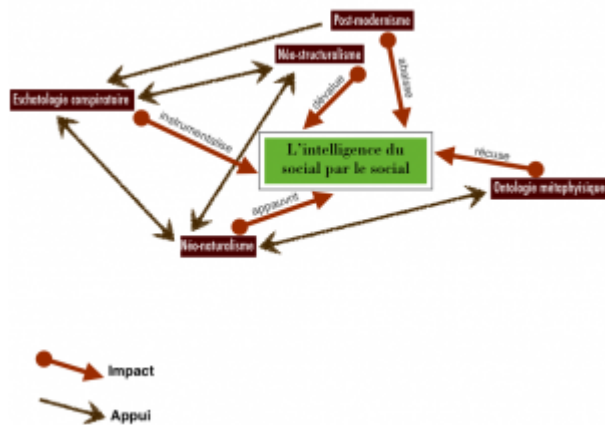 Post-modernisme
Néo-structuralisme
Eschatologie conspiratoire
instrumentalise
dévalue
abaisse
L'intelligence du
social par le social
récuse
Ontologie métaphysique
appauvrit
Néo-naturalisme
Impact
Appui